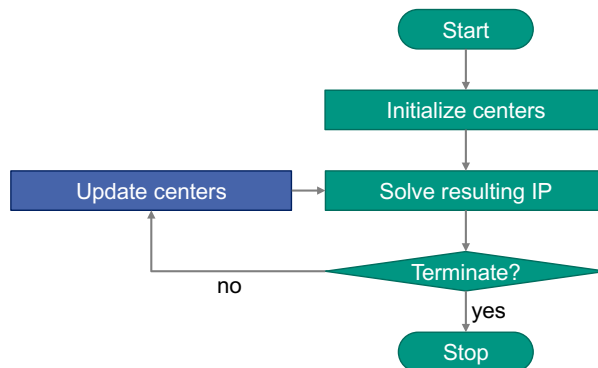 Start
Initialize centers
Update centers
Solve resulting IP
Terminate?
no
yes
Stop